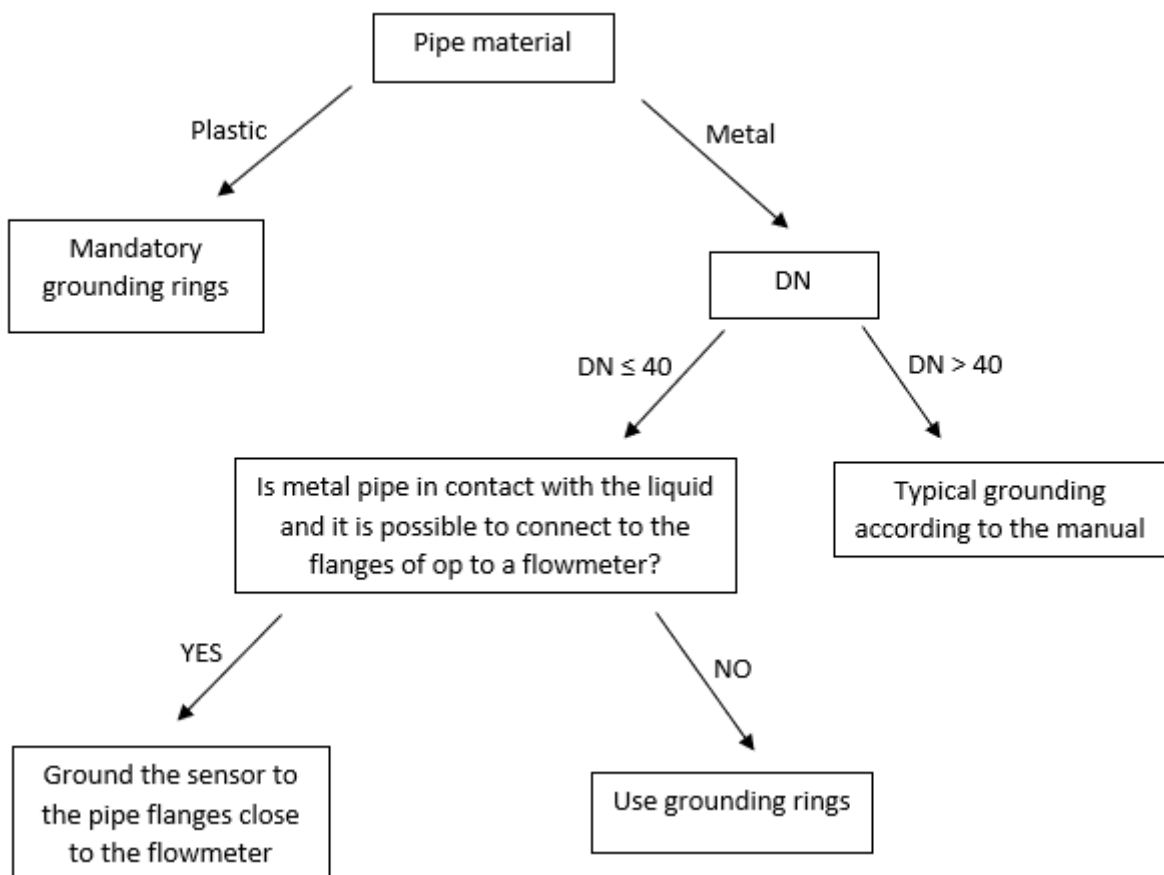 Pipe material
Plastic
Metal
Mandatory
grounding rings
DN
DN ≤ 40
DN > 40
Is metal pipe in contact with the liquid
and it is possible to connect to the
flanges of op to a flowmeter?
Typical grounding
according to the manual
YES
NO
Ground the sensor to
the pipe flanges close
to the flowmeter
Use grounding rings